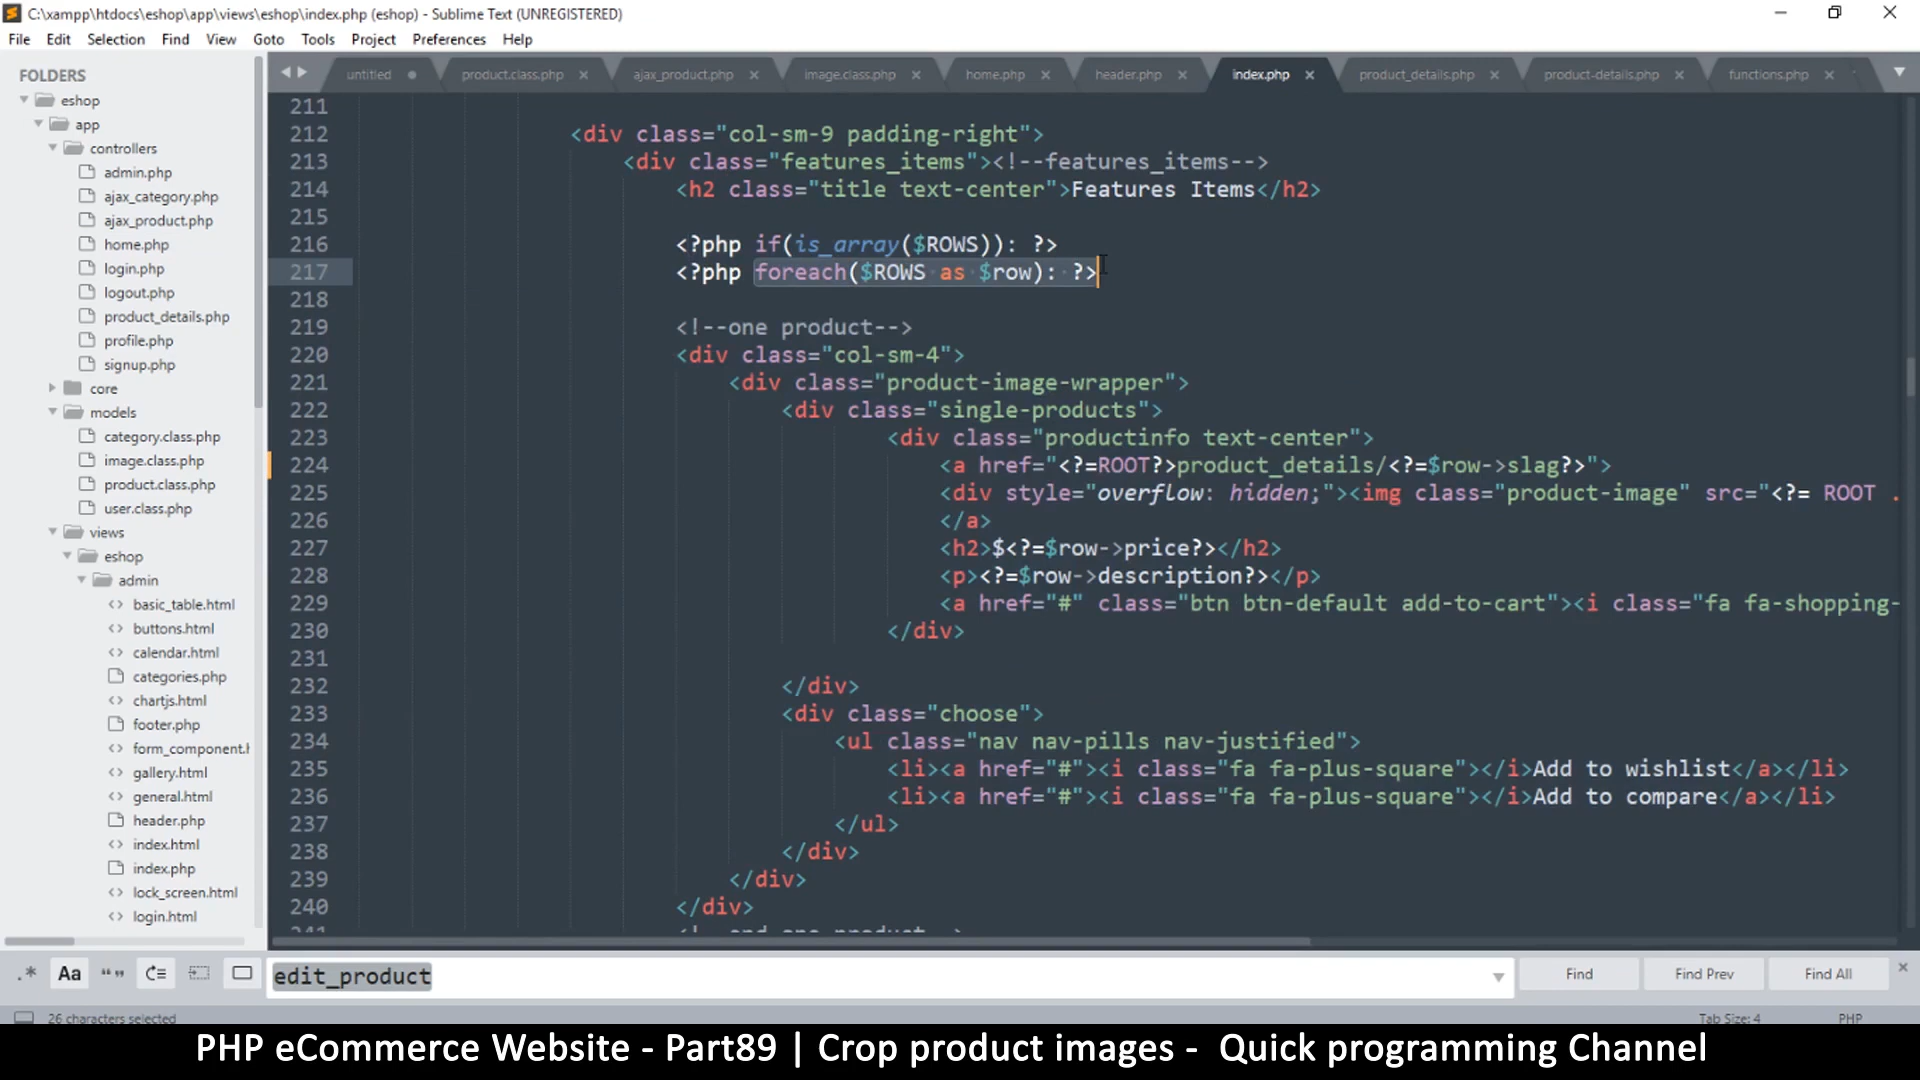 C:\xampp\htdocs\eshop\app\views\eshop\index.php (eshop) - Sublime Text (UNREGISTERED)
File Edit Selection Find View Goto Tools Project Preferences Help
FOLDERS
eshop
app
controllers
admin.php
ajax_category.php
ajax_product.php
home.php
login.php
logout.php
product_details.php
profile.php
signup.php
core
models
category.class.php
image.class.php
product.class.php
user.class.php
views
eshop
admin
basic_table.html
buttons.html
calendar.html
categories.php
chartjs.html
footer.php
form_component.h
gallery.html
general.html
header.php
index.html
index.php
lock_screen.html
login.html
untitled product.class.php ajax_product.php image.class.php home.php header.php index.php product_details.php product-details.php functions.php
211
212 <div class="col-sm-9 padding-right">
213 <div class="features_items"><!--features_items-->
214 <h2 class="title text-center">Features Items</h2>
215
216 <?php if(is_array($ROWS)): ?>
217 <?php foreach($ROWS as $row): ?>
218
219 <!--one product-->
220 <div class="col-sm-4">
221 <div class="product-image-wrapper">
222 <div class="single-products">
223 <div class="productinfo text-center">
224 <a href="<?=ROOT?>product_details/<?=$row->slag?>">
225 <div style="overflow: hidden;"><img class="product-image" src="<?= ROOT .
226 </a>
227 <h2>$<?=$row->price?></h2>
228 <p><?=$row->description?></p>
229 <a href="#" class="btn btn-default add-to-cart"><i class="fa fa-shopping-
230 </div>
231
232 </div>
233 <div class="choose">
234 <ul class="nav nav-pills nav-justified">
235 <li><a href="#"><i class="fa fa-plus-square"></i>Add to wishlist</a></li>
236 <li><a href="#"><i class="fa fa-plus-square"></i>Add to compare</a></li>
237 </ul>
238 </div>
239 </div>
240 </div>
.* Aa “” edit_product Find Find Prev Find All
26 characters selected Tab Size: 4 PHP
PHP eCommerce Website - Part89 | Crop product images - Quick programming Channel